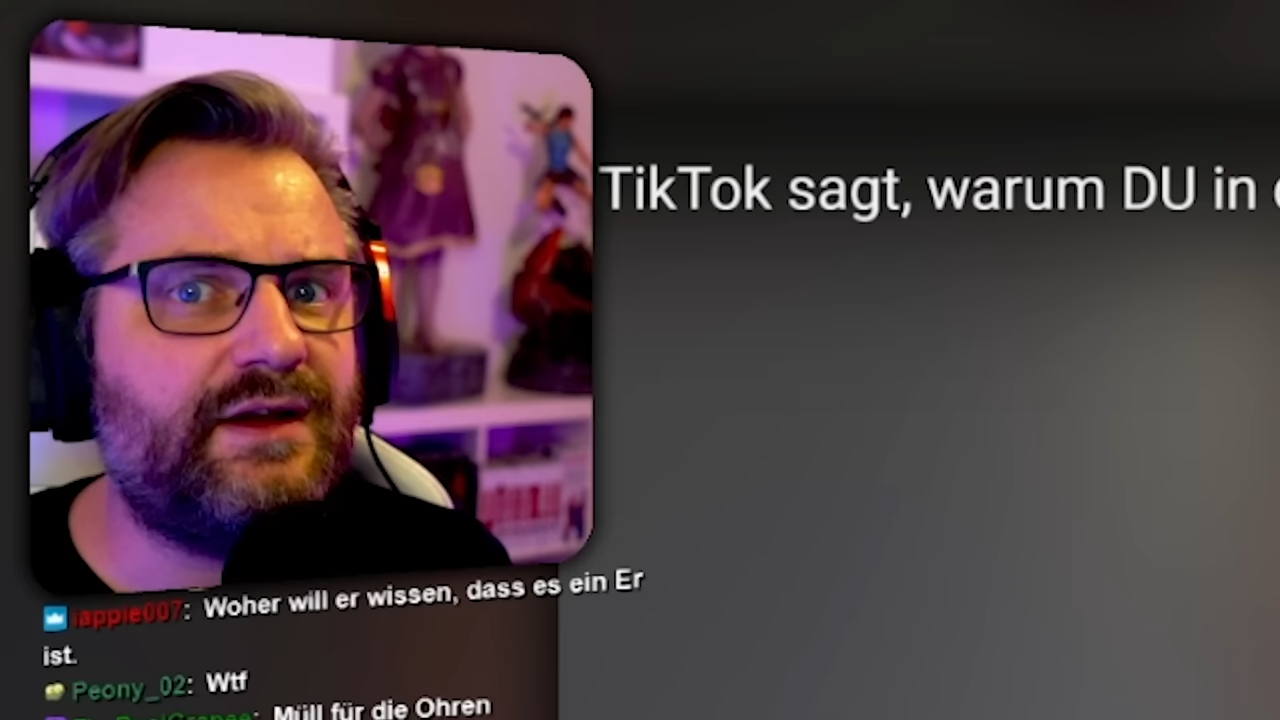 TikTok sagt, warum DU in
iappie007: Woher will er wissen, dass es ein Er
ist.
Peony_02: Wtf
Müll für die Ohren